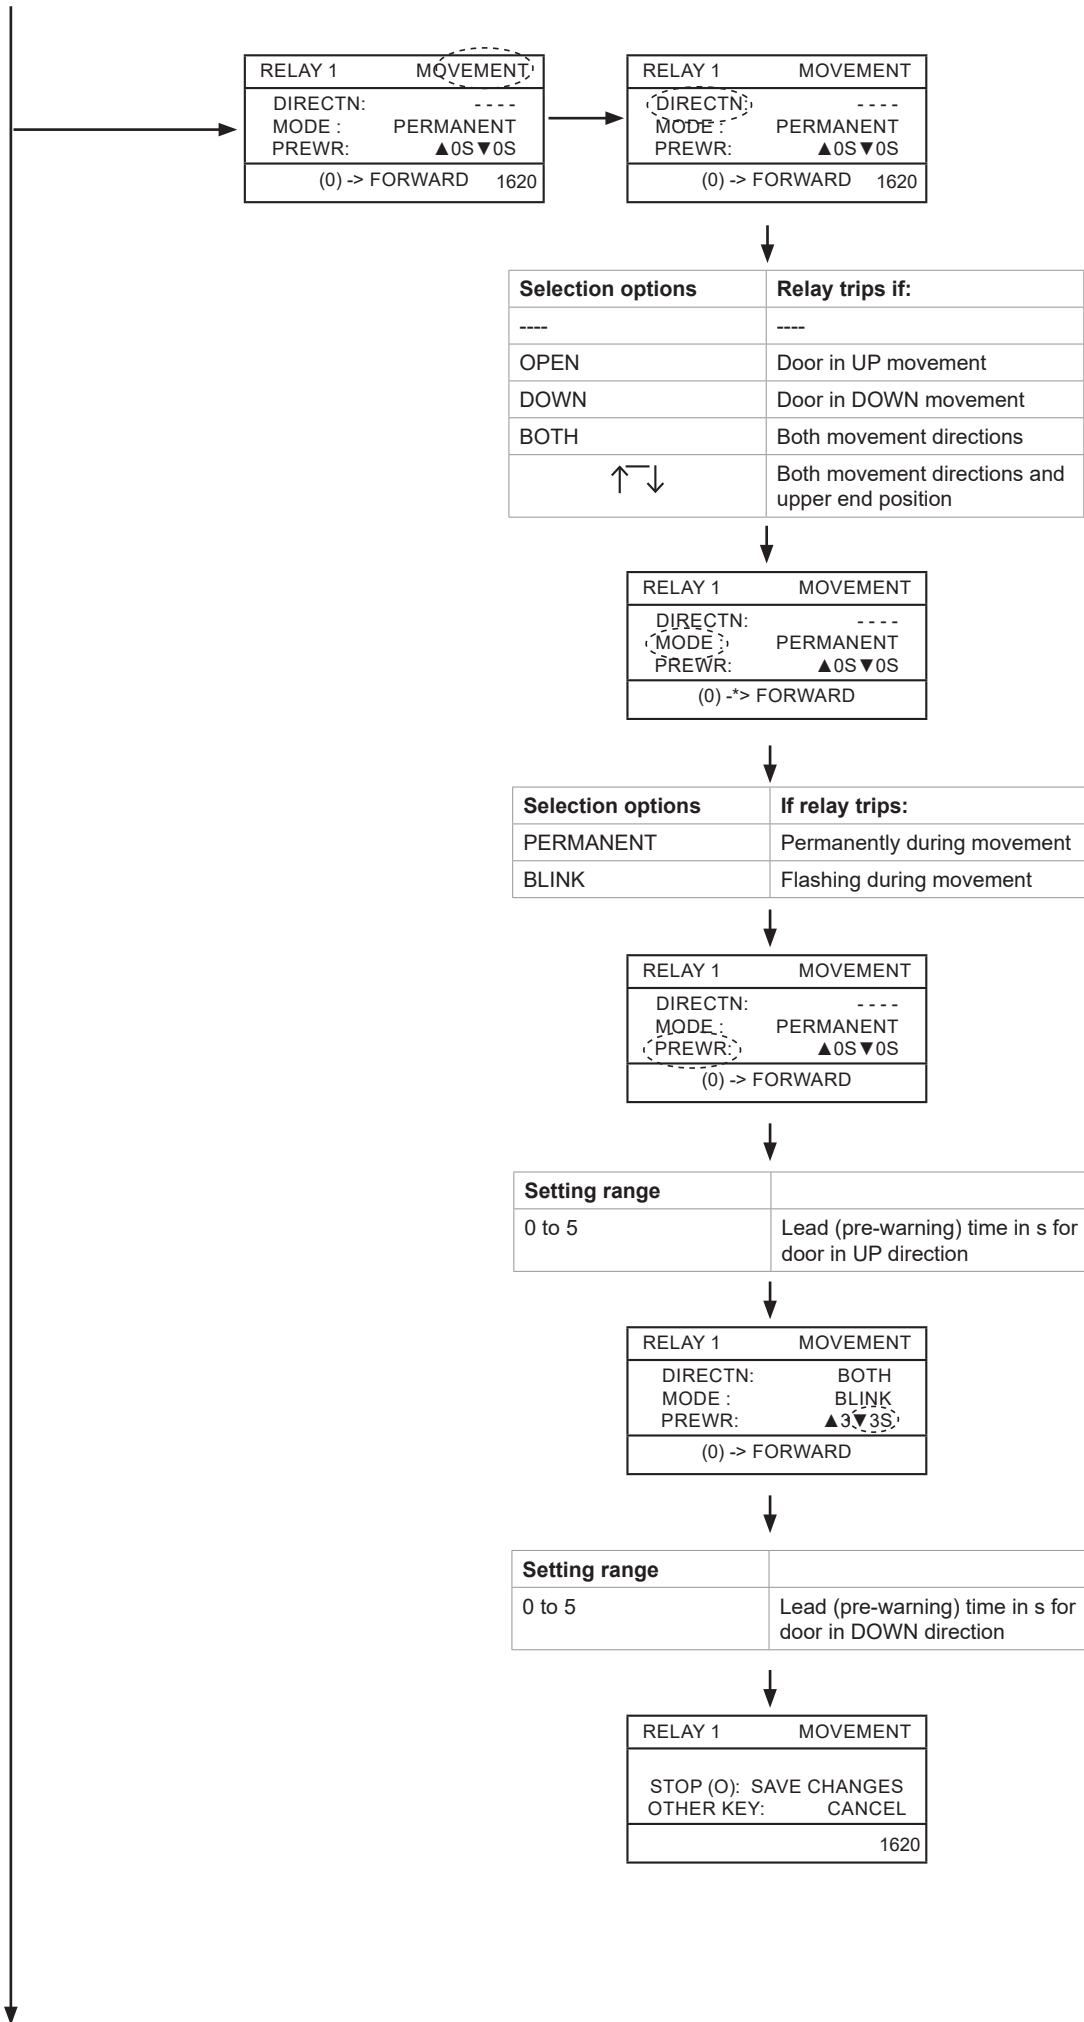 RELAY 1 MOVEMENT
DIRECTN: ----
MODE : PERMANENT
PREWR: ▲0S▼0S
(0) -> FORWARD 1620
RELAY 1 MOVEMENT
DIRECTN: ----
MODE : PERMANENT
PREWR: ▲0S▼0S
(0) -> FORWARD 1620
Selection options Relay trips if:
---- ----
OPEN Door in UP movement
DOWN Door in DOWN movement
BOTH Both movement directions
Both movement directions and
upper end position
RELAY 1 MOVEMENT
DIRECTN: ----
MODE : PERMANENT
PREWR: ▲0S▼0S
(0) -*> FORWARD
Selection options If relay trips:
PERMANENT Permanently during movement
BLINK Flashing during movement
RELAY 1 MOVEMENT
DIRECTN: ----
MODE : PERMANENT
PREWR: ▲0S▼0S
(0) -> FORWARD
Setting range
0 to 5 Lead (pre-warning) time in s for
door in UP direction
RELAY 1 MOVEMENT
DIRECTN: BOTH
MODE : BLINK
PREWR: ▲3▼3S
(0) -> FORWARD
Setting range
0 to 5 Lead (pre-warning) time in s for
door in DOWN direction
RELAY 1 MOVEMENT
STOP (O): SAVE CHANGES
OTHER KEY: CANCEL
1620